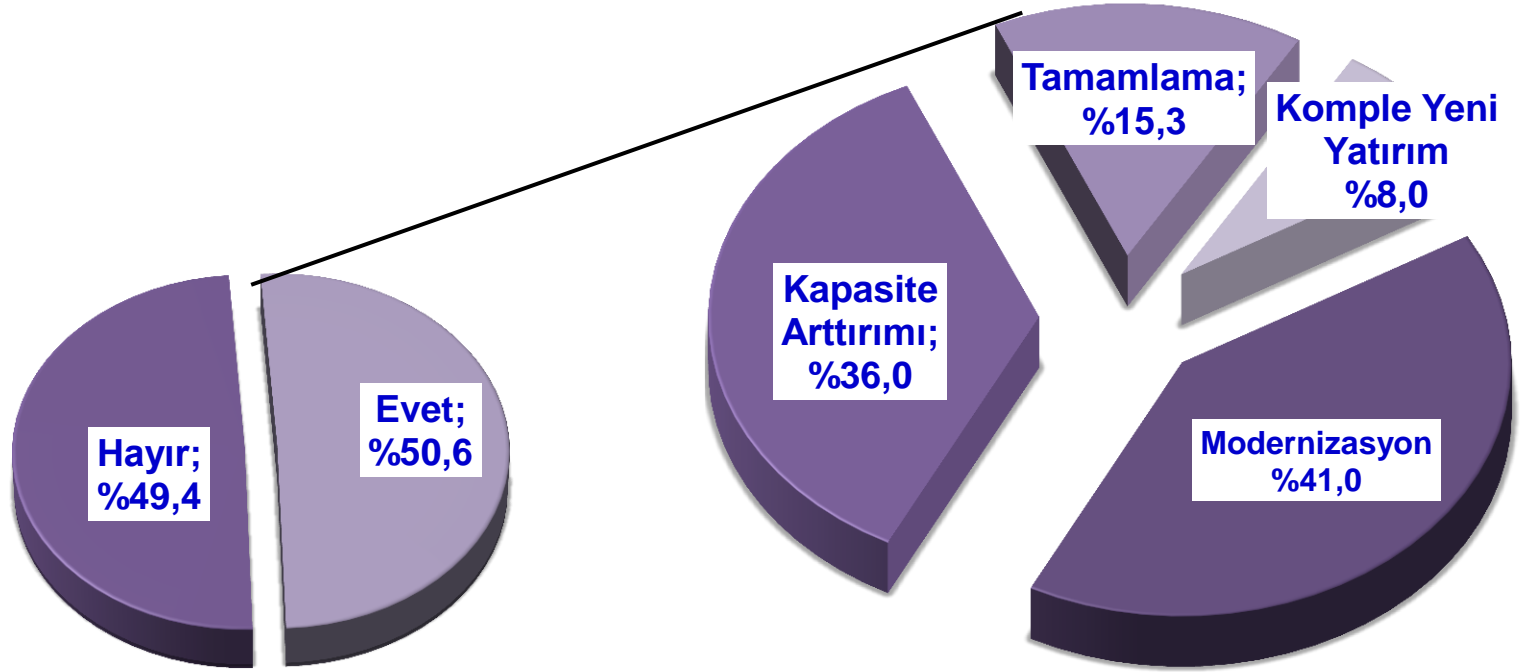 Hayır;
%49,4
Evet;
%50,6
Kapasite
Arttırımı;
%36,0
Tamamlama;
%15,3
Komple Yeni
Yatırım
%8,0
Modernizasyon
%41,0